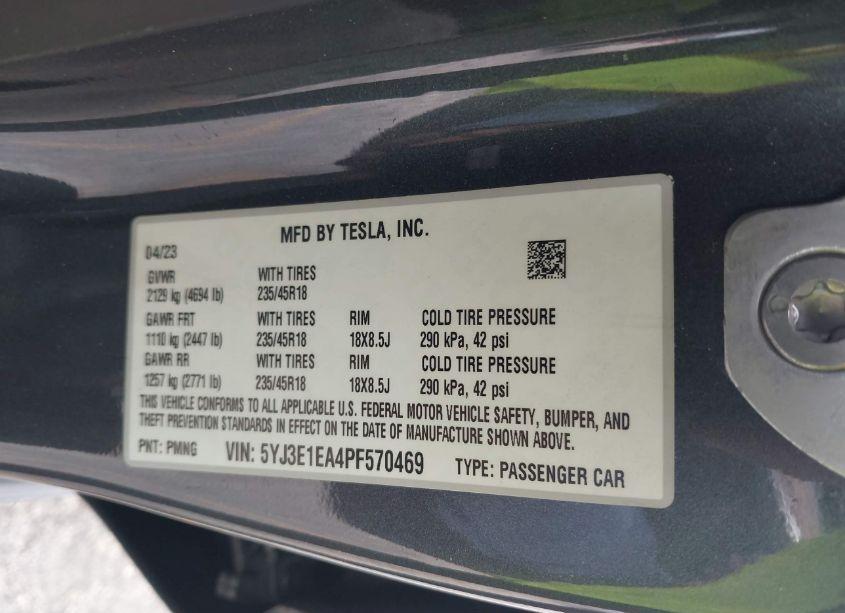 MFD BY TESLA, INC.
04/23
GVWR WITH TIRES
2129 kg (4694 lb) 235/45R18
GAWR FRT WITH TIRES RIM COLD TIRE PRESSURE
1110 kg (2447 lb) 235/45R18 18X8.5J 290 kPa, 42 psi
GAWR RR WITH TIRES RIM COLD TIRE PRESSURE
1257 kg (2771 lb) 235/45R18 18X8.5J 290 kPa, 42 psi
THIS VEHICLE CONFORMS TO ALL APPLICABLE U.S. FEDERAL MOTOR VEHICLE SAFETY, BUMPER, AND
THEFT PREVENTION STANDARDS IN EFFECT ON THE DATE OF MANUFACTURE SHOWN ABOVE.
PNT: PMNG VIN: 5YJ3E1EA4PF570469 TYPE: PASSENGER CAR